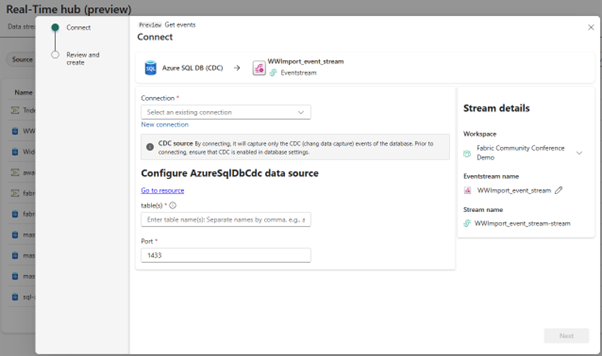 Real-Time hub (preview)
Data strea
Source
Name
Tride
WW
Wide
awa
fabri
fabri
mas
mas
mas
sql-
Connect
Review and
create
Preview Get events
Connect
Azure SQL DB (CDC)
WWImport_event_stream
Eventstream
Connection *
Select an existing connection
New connection
CDC source By connecting, it will capture only the CDC (chang data capture) events of the database. Prior to
connecting, ensure that CDC is enabled in database settings.
Configure AzureSqlDbCdc data source
Go to resource
table(s) *
Enter table name(s): Separate names by comma. e.g., a
Port *
1433
Stream details
Workspace
Fabric Community Conference
Demo
Eventstream name
WWImport_event_stream
Stream name
WWImport_event_stream-stream
Next